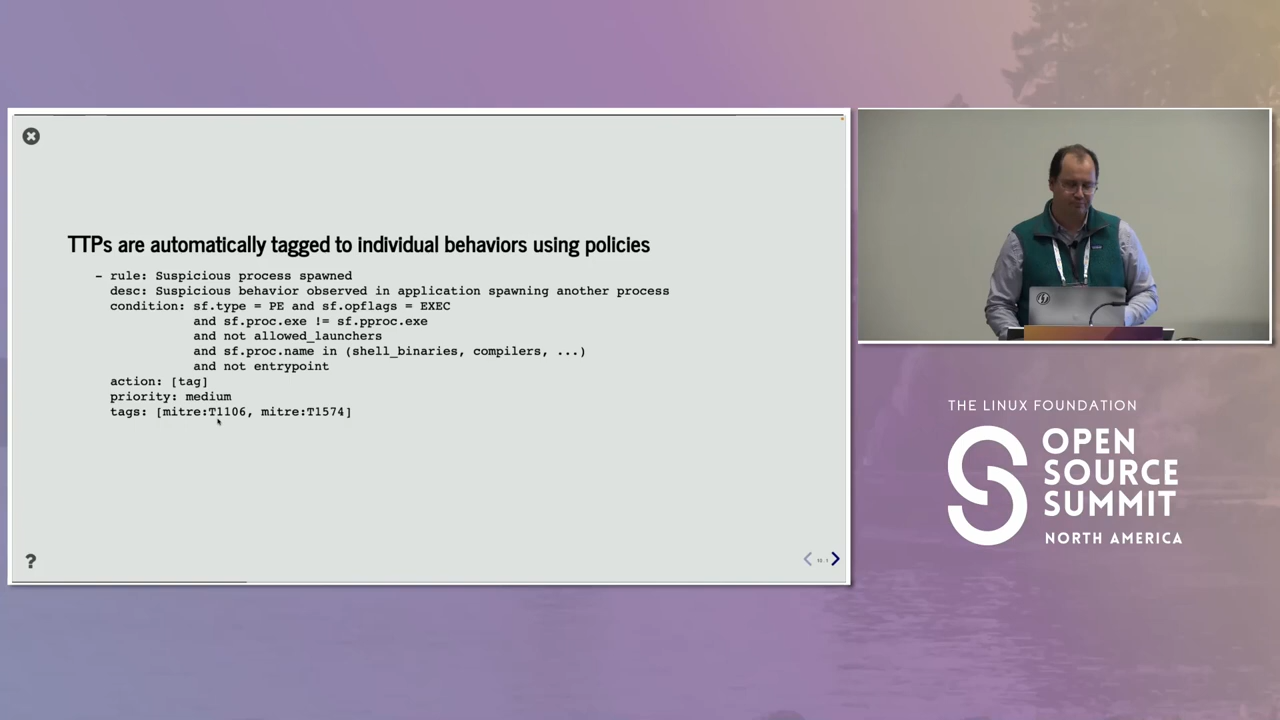 TTPs are automatically tagged to individual behaviors using policies
- rule: Suspicious process spawned
desc: Suspicious behavior observed in application spawning another process
condition: sf.type = PE and sf.opflags = EXEC
and sf.proc.exe != sf.pproc.exe
and not allowed_launchers
and sf.proc.name in (shell_binaries, compilers, ...)
and not entrypoint
action: [tag]
priority: medium
tags: [mitre:T1106, mitre:T1574]
?
THE LINUX FOUNDATION
OPEN
SOURCE
SUMMIT
NORTH AMERICA